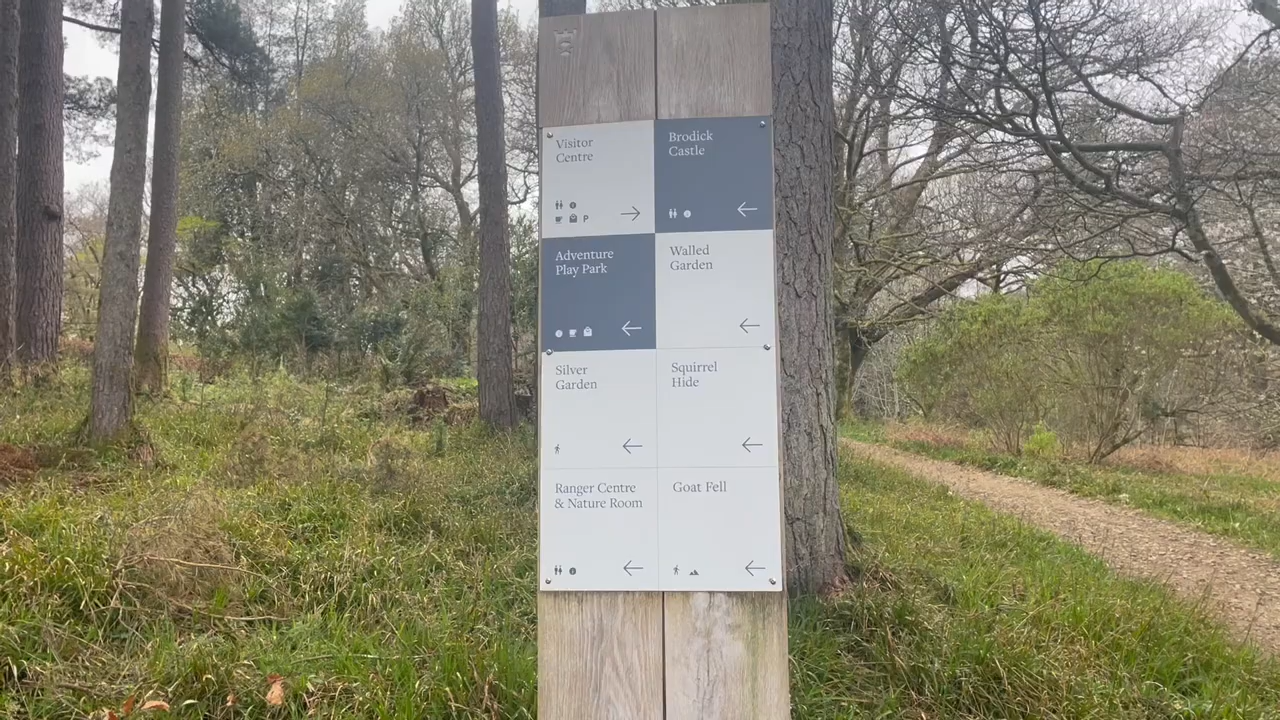 Visitor
Centre
P
Brodick
Castle
Adventure
Play Park
Walled
Garden
Silver
Garden
Squirrel
Hide
Ranger Centre
& Nature Room
Goat Fell